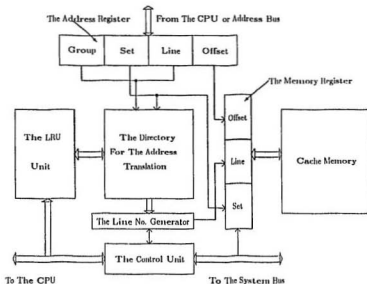 The Address Register
From The CPU or Address Bus
Group
Set
Line
Offset
The Memory Register
The LRU
Unit
The Directory
For The Address
Translation
Offset
Line
Set
Cache Memory
The Line No. Generator
The Control Unit
To The CPU
To The System Bus